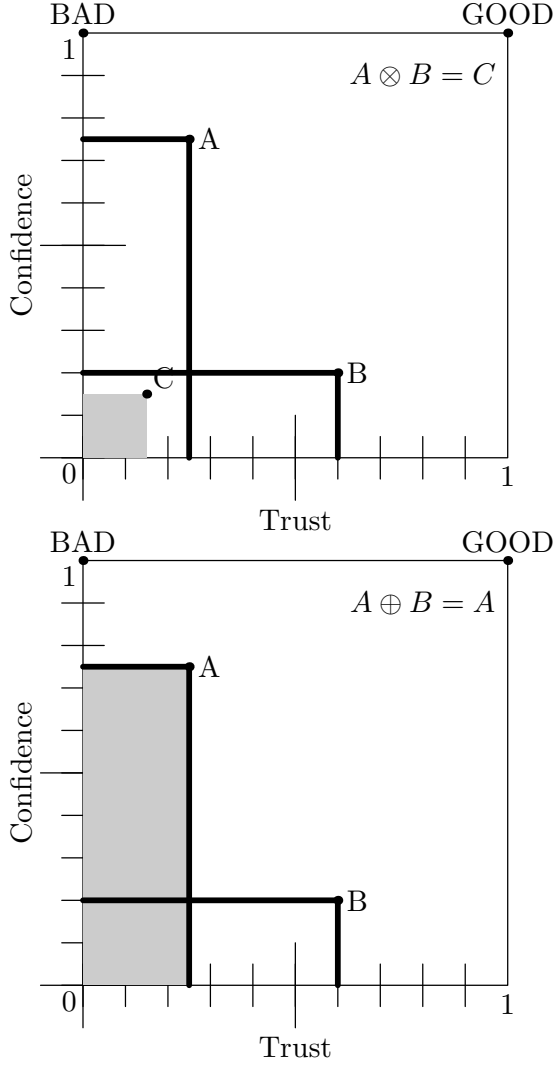 BAD GOOD
1
A ⊗ B = C
A
Confidence
B
C
0 1
Trust
BAD GOOD
1
A ⊕ B = A
A
Confidence
B
0 1
Trust